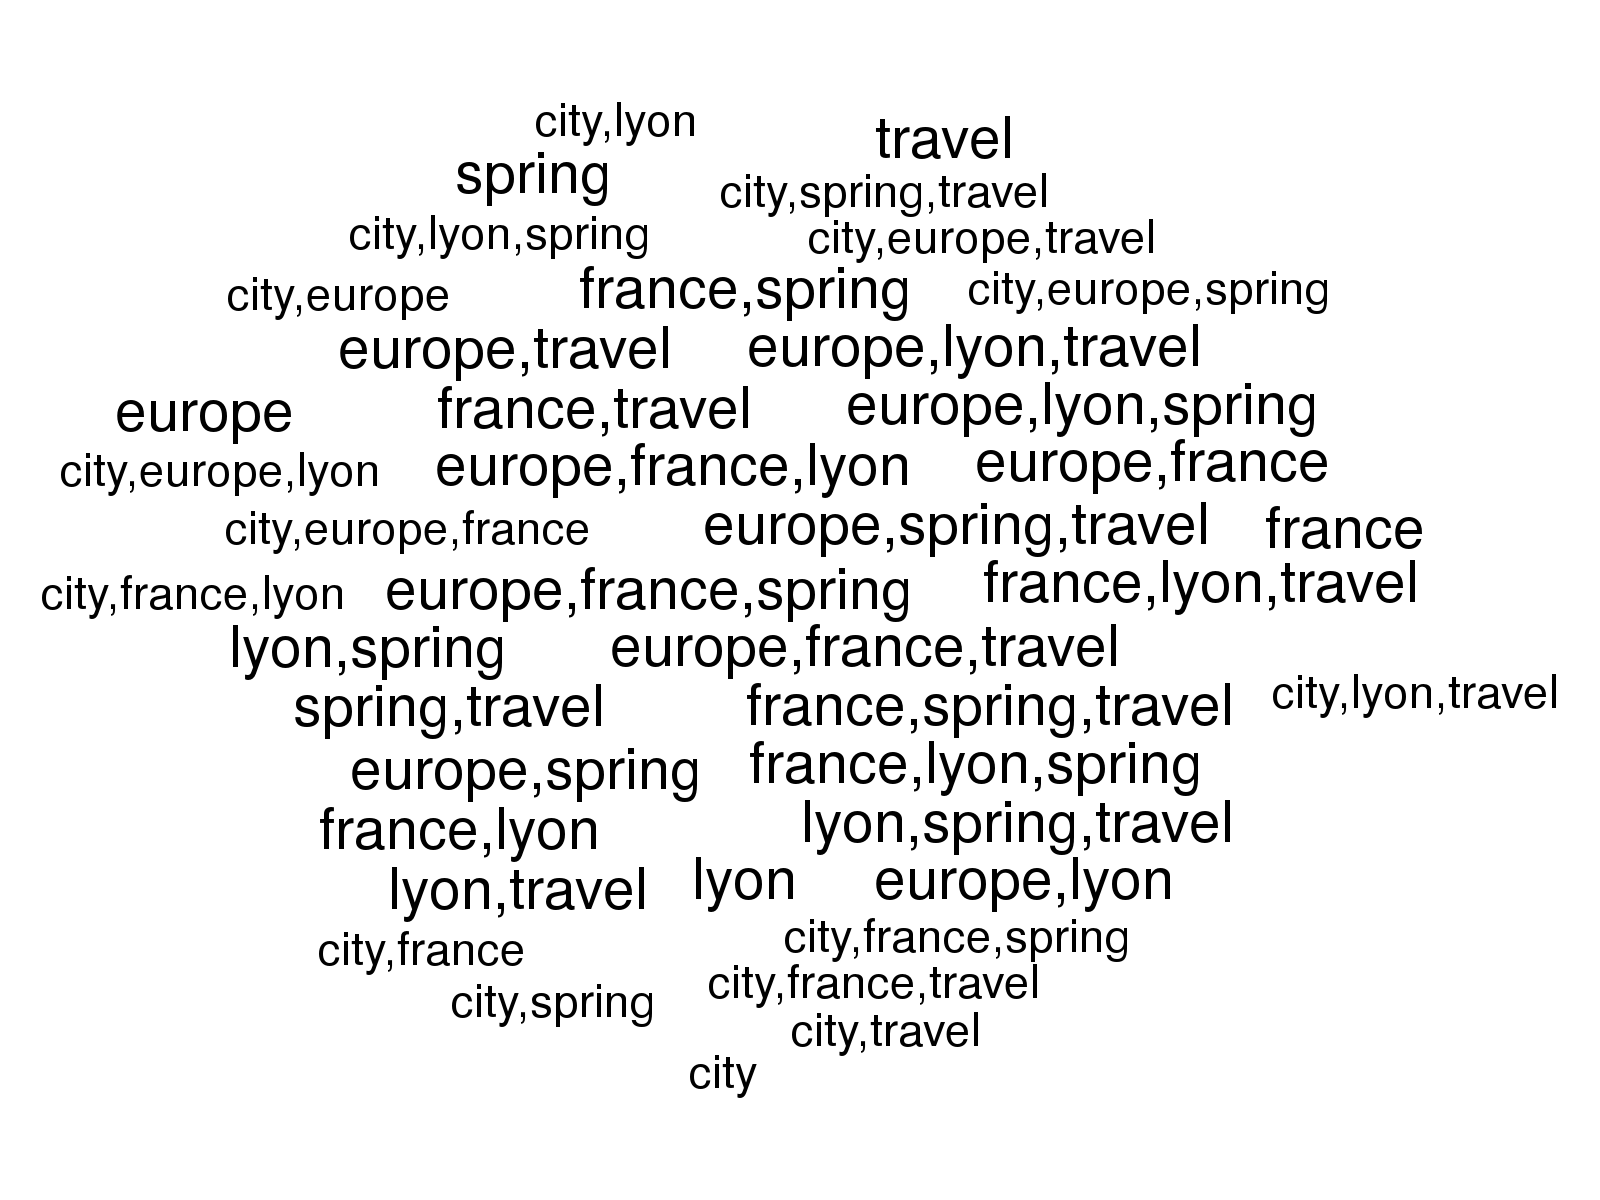 city,lyon
travel
spring
city,spring,travel
city,lyon,spring
city,europe,travel
city,europe
france,spring
city,europe,spring
europe,travel
europe,lyon,travel
europe
france,travel
europe,lyon,spring
city,europe,lyon
europe,france,lyon
europe,france
city,europe,france
europe,spring,travel
france
city,france,lyon
europe,france,spring
france,lyon,travel
lyon,spring
europe,france,travel
spring,travel
france,spring,travel
city,lyon,travel
europe,spring
france,lyon,spring
france,lyon
lyon,spring,travel
lyon,travel
lyon
europe,lyon
city,france
city,france,spring
city,spring
city,france,travel
city,travel
city